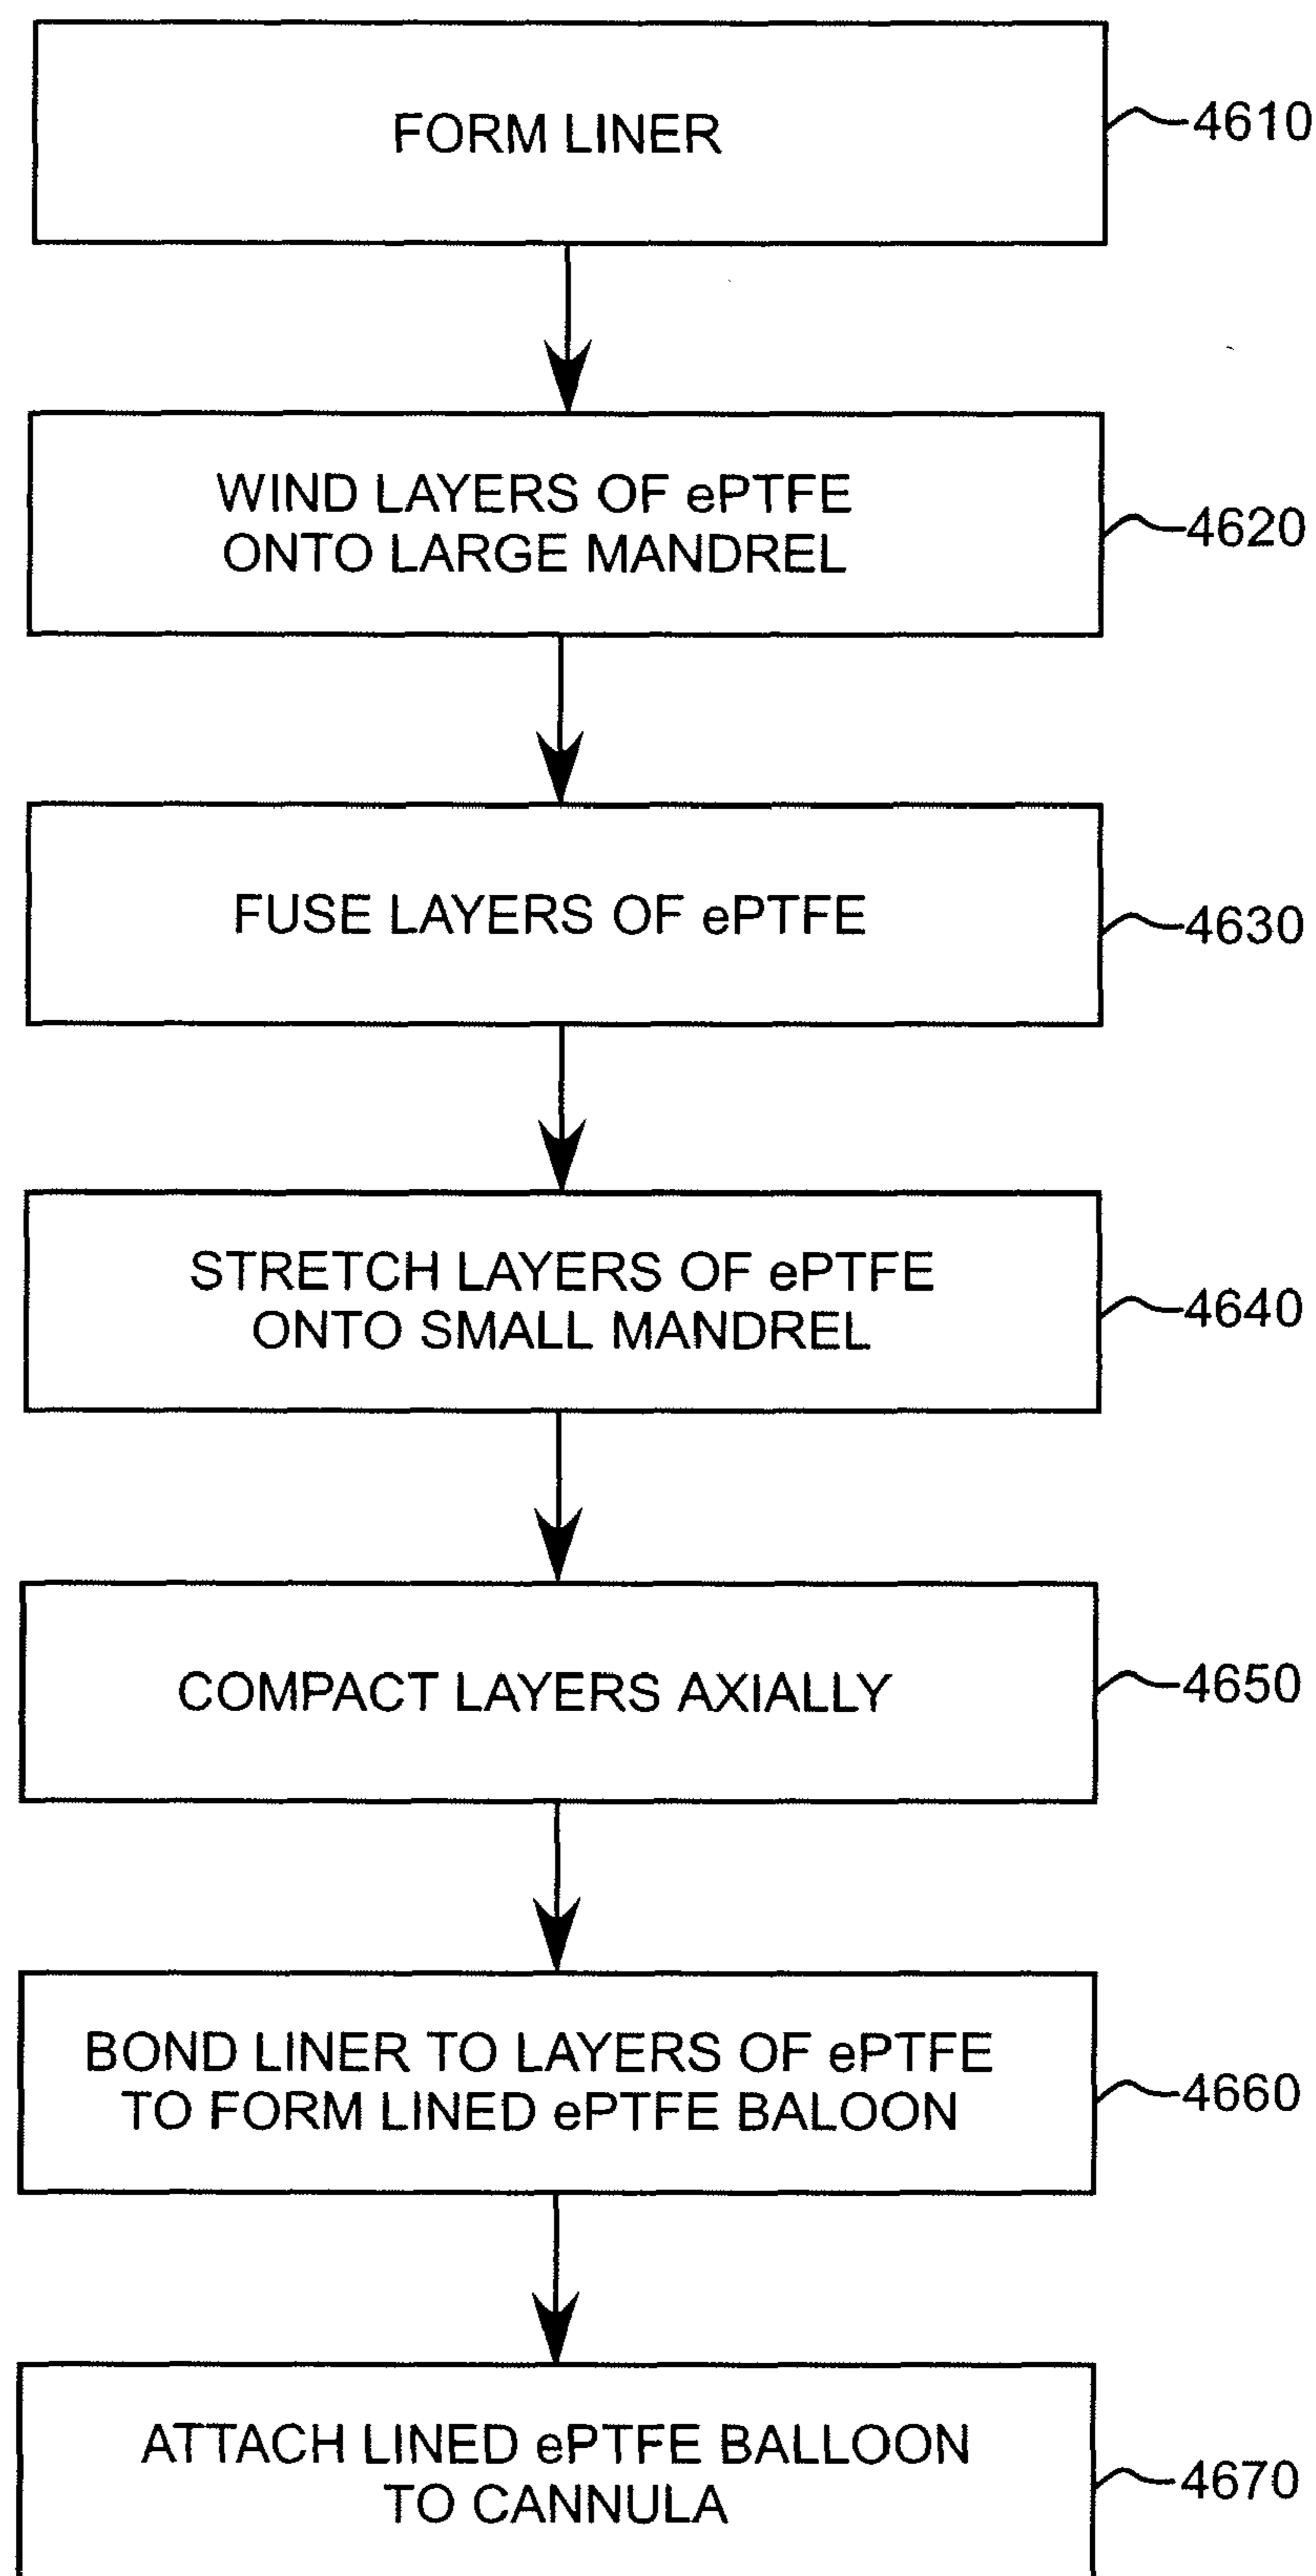 FORM LINER
4610
WIND LAYERS OF ePTFE
ONTO LARGE MANDREL
4620
FUSE LAYERS OF ePTFE
4630
STRETCH LAYERS OF ePTFE
ONTO SMALL MANDREL
4640
COMPACT LAYERS AXIALLY
4650
BOND LINER TO LAYERS OF ePTFE
TO FORM LINED ePTFE BALOON
4660
ATTACH LINED ePTFE BALLOON
TO CANNULA
4670